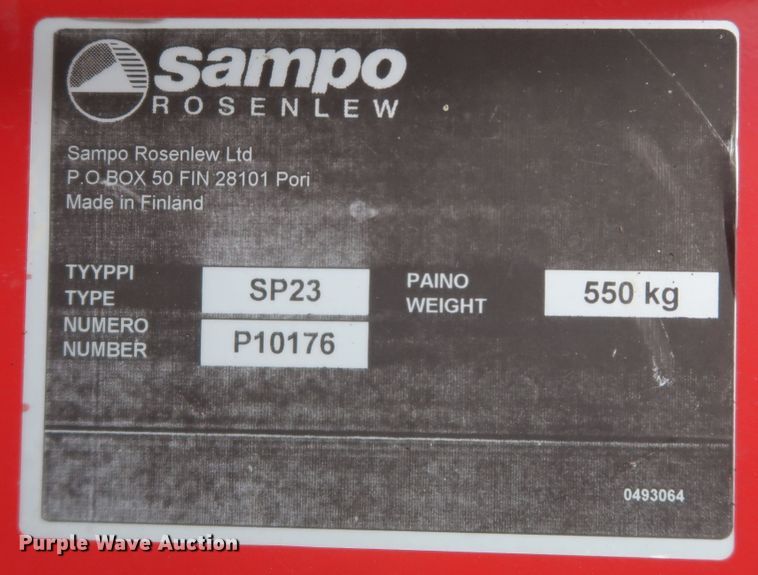 sampo
ROSENLEW
Sampo Rosenlew Ltd
P.O.BOX 50 FIN 28101 Pori
Made in Finland
TYYPPI
TYPE
SP23
NUMERO
NUMBER
P10176
PAINO
WEIGHT
550 kg
0493064
Purple Wave Auction